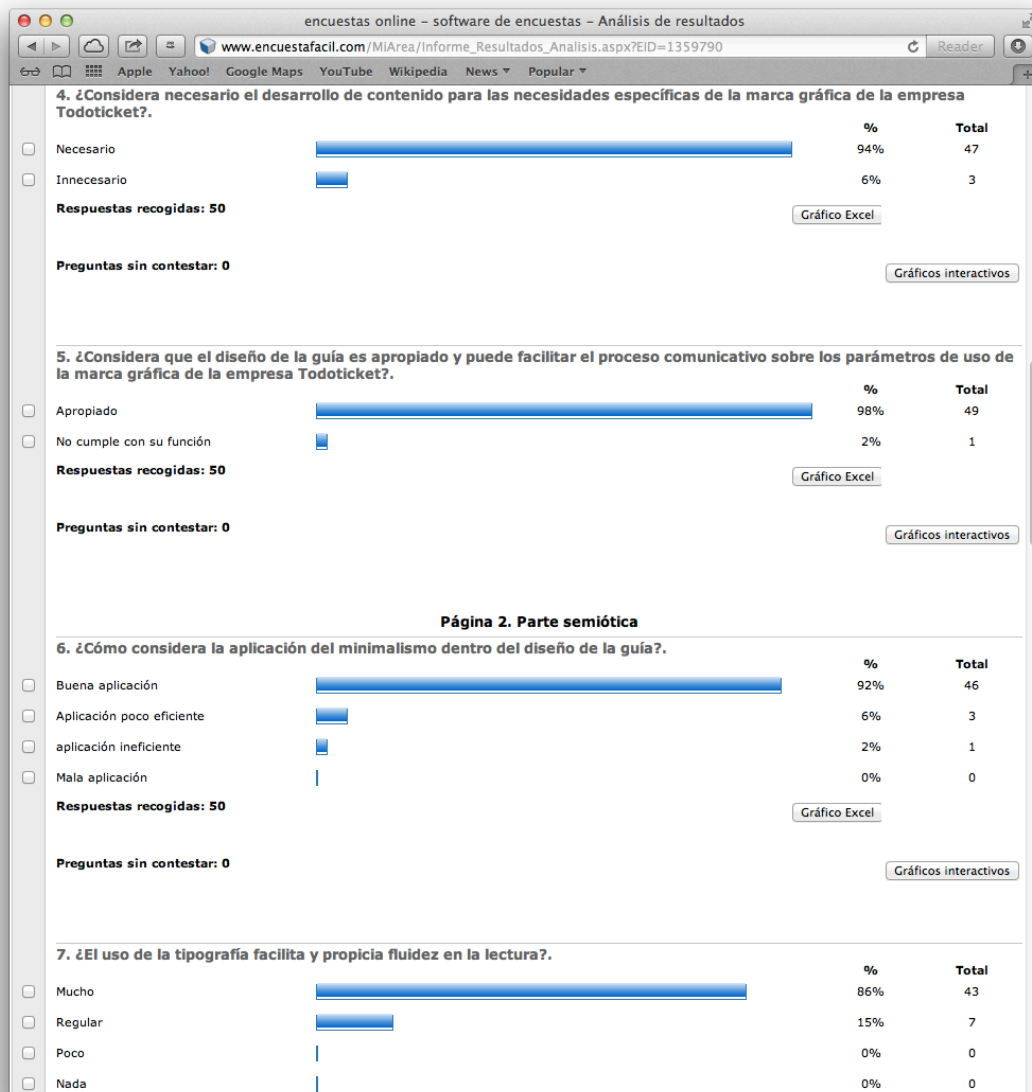 encuestas online – software de encuestas – Análisis de resultados
www.encuestafacil.com/MiArea/Informe_Resultados_Analisis.aspx?EID=1359790
Reader
Apple Yahoo! Google Maps YouTube Wikipedia News Popular
4. ¿Considera necesario el desarrollo de contenido para las necesidades específicas de la marca gráfica de la empresa
Todoticket?.
% Total
Necesario 94% 47
Innecesario 6% 3
Respuestas recogidas: 50
Gráfico Excel
Preguntas sin contestar: 0
Gráficos interactivos
5. ¿Considera que el diseño de la guía es apropiado y puede facilitar el proceso comunicativo sobre los parámetros de uso de
la marca gráfica de la empresa Todoticket?.
% Total
Apropiado 98% 49
No cumple con su función 2% 1
Respuestas recogidas: 50
Gráfico Excel
Preguntas sin contestar: 0
Gráficos interactivos
Página 2. Parte semiótica
6. ¿Cómo considera la aplicación del minimalismo dentro del diseño de la guía?.
% Total
Buena aplicación 92% 46
Aplicación poco eficiente 6% 3
aplicación ineficiente 2% 1
Mala aplicación 0% 0
Respuestas recogidas: 50
Gráfico Excel
Preguntas sin contestar: 0
Gráficos interactivos
7. ¿El uso de la tipografía facilita y propicia fluidez en la lectura?.
% Total
Mucho 86% 43
Regular 15% 7
Poco 0% 0
Nada 0% 0